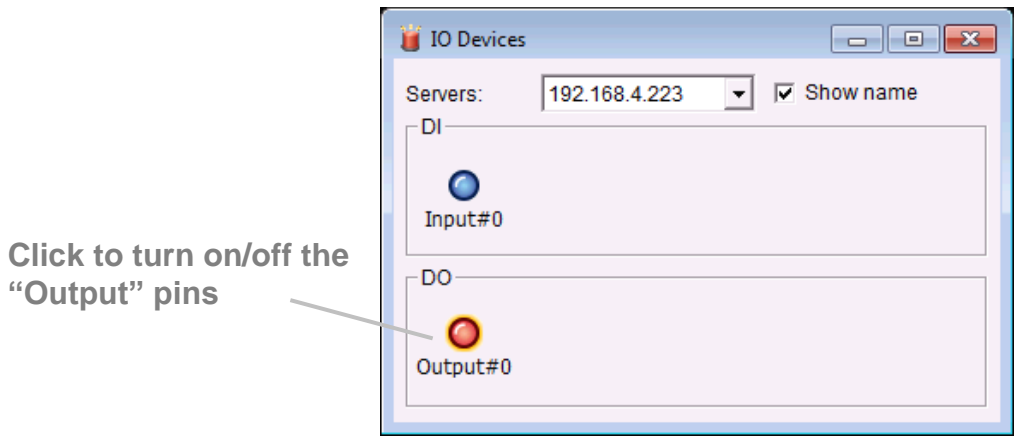 IO Devices
Servers: 192.168.4.223 Show name
DI
Input#0
Click to turn on/off the
“Output” pins
DO
Output#0